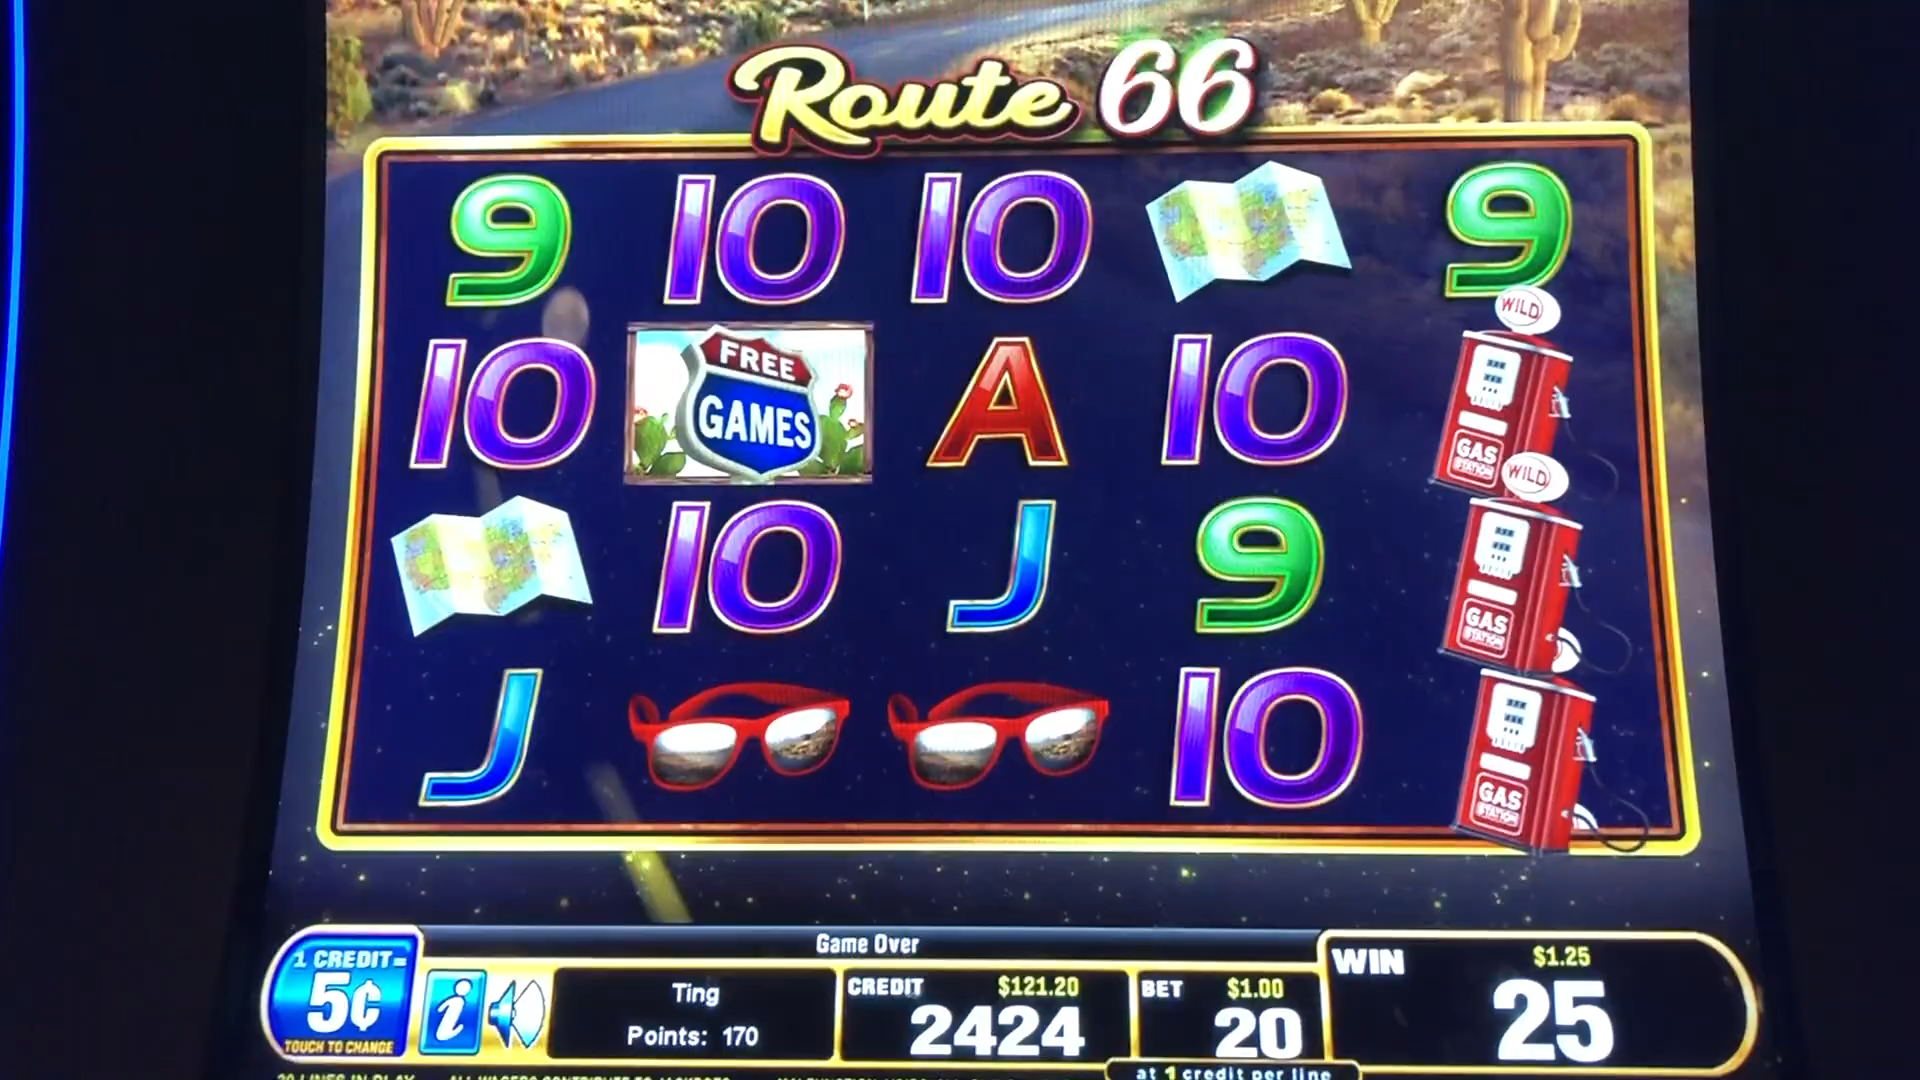 Route 66
9 10 10 9
WILD
10 FREE GAMES A 10 GAS STATION
WILD
10 J 9 GAS STATION
J 10 GAS STATION
Game Over
1 CREDIT=
5¢
TOUCH TO CHANGE
i
Ting
Points: 170
CREDIT $121.20
2424
BET $1.00
20
WIN $1.25
25
at 1 credit per line